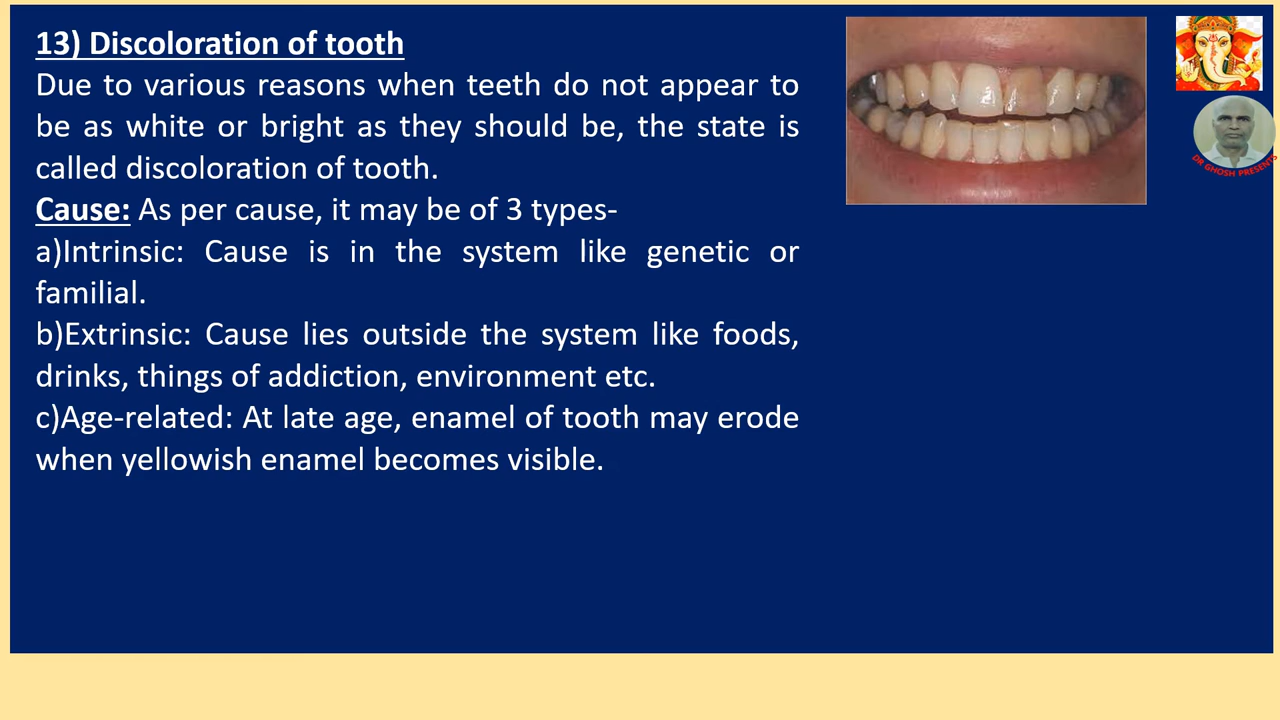 13) Discoloration of tooth
Due to various reasons when teeth do not appear to
be as white or bright as they should be, the state is
called discoloration of tooth.
Cause: As per cause, it may be of 3 types-
a)Intrinsic: Cause is in the system like genetic or
familial.
b)Extrinsic: Cause lies outside the system like foods,
drinks, things of addiction, environment etc.
c)Age-related: At late age, enamel of tooth may erode
when yellowish enamel becomes visible.
DR GHOSH PRESENTS